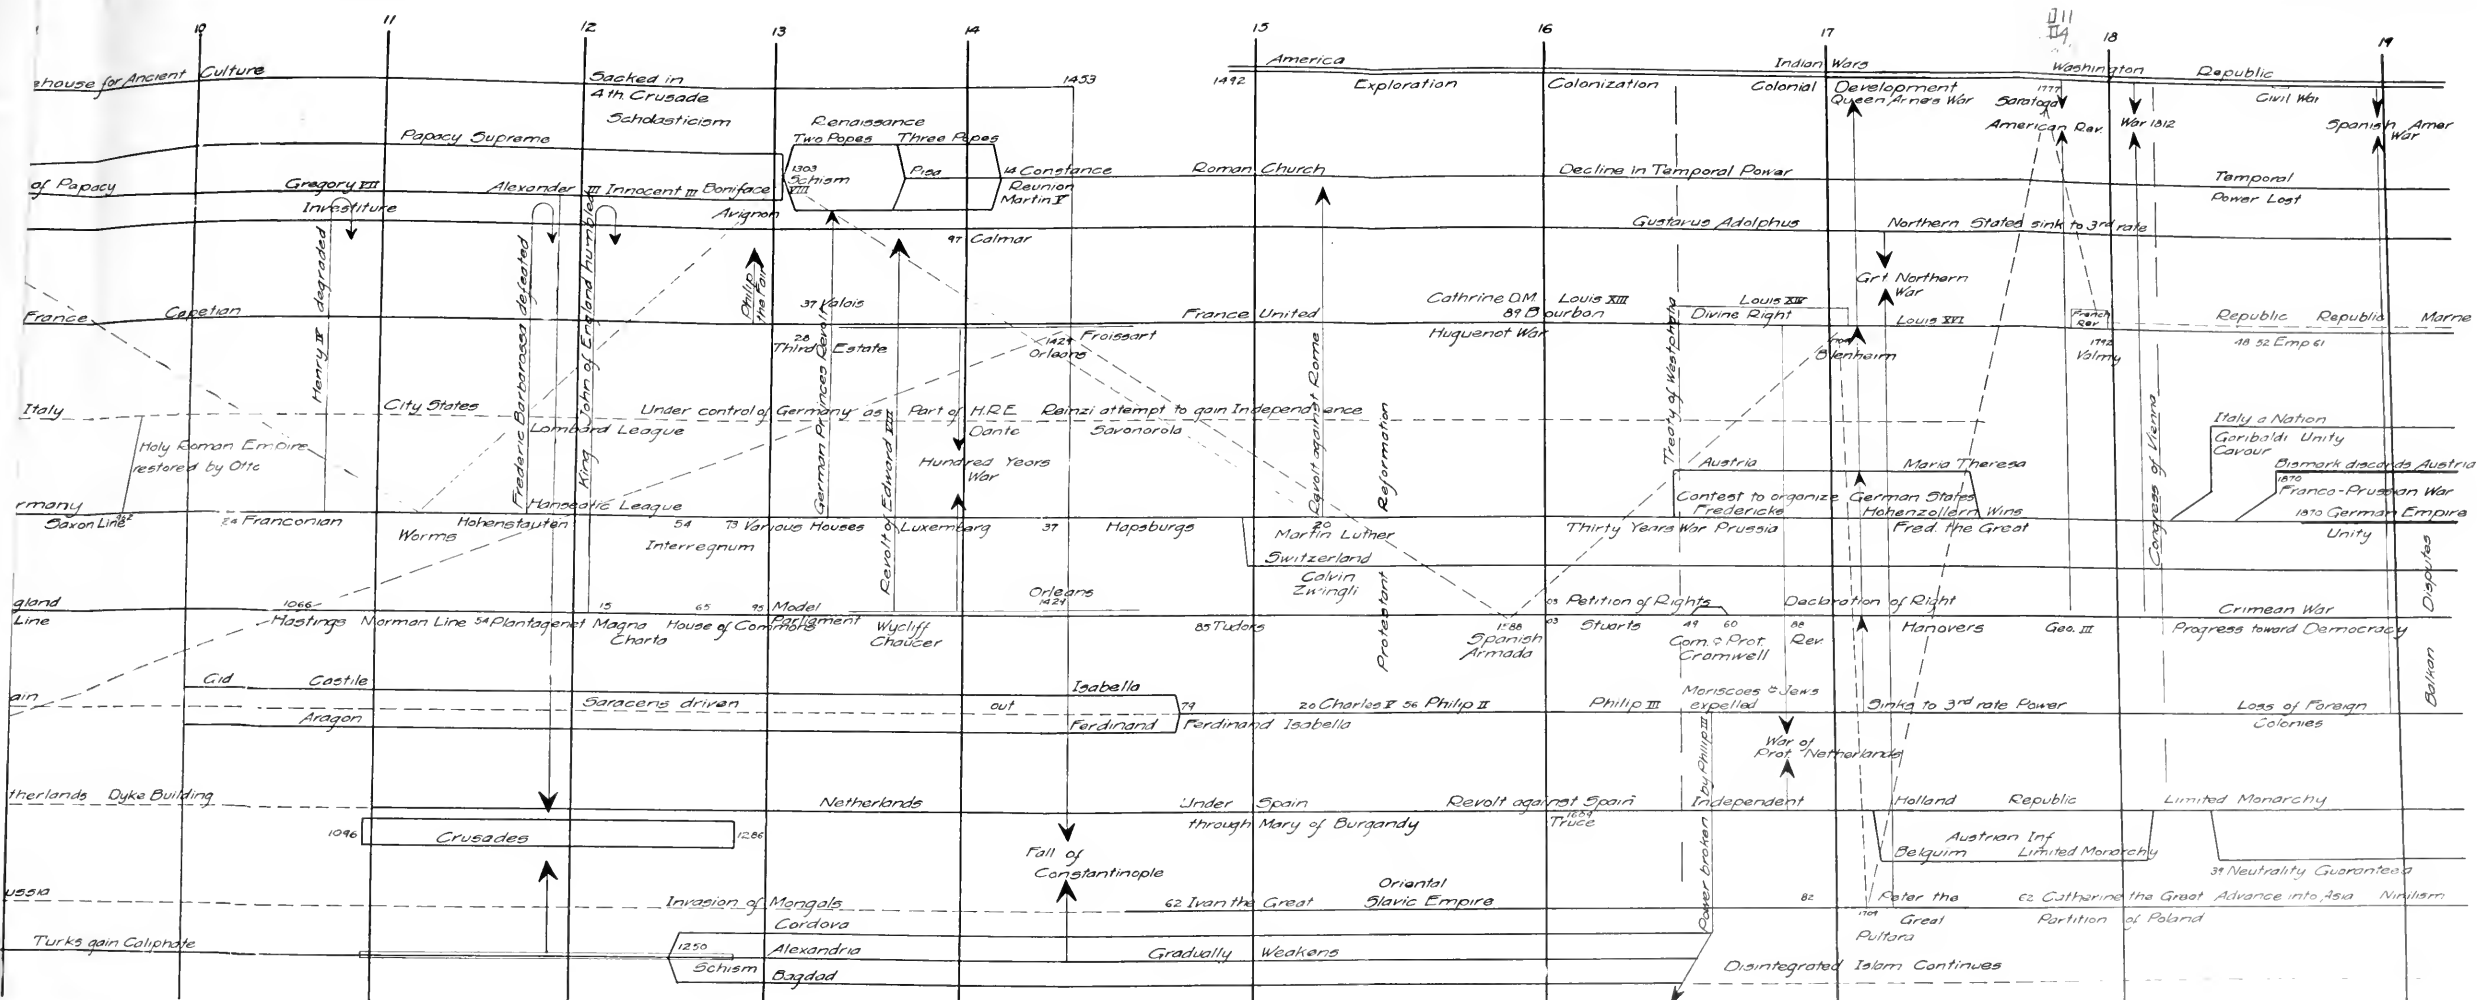 10 11 12 13 14 15 16 17 18 19
ehouse for Ancient Culture
Sacked in
4th. Crusade
1453
1492
America
Exploration
Colonization
Indian Wars
Colonial Development
Queen Annes War
Washington
Republic
1777
Saratoga
American Rev.
War 1812
Civil War
Spanish Amer
War
Scholasticism
Renaissance
Papacy Supreme
Two Popes
Three Popes
of Papacy
Gregory VII
Alexander III
Innocent III
Boniface
VIII
1303
Schism
Pisa
14 Constance
Reunion
Martin V
Roman Church
Decline in Temporal Power
Temporal
Power Lost
Investiture
Avignon
97 Calmar
Gustavus Adolphus
Northern States sink to 3rd rate
Grt Northern
War
Henry IV degraded
Frederic Barbarossa defeated
King John of England humbled
Philip
the Fair
German Princes Revolt
Revolt of Edward III
Revolt against Rome
Protestant Reformation
Treaty of Westphalia
Congress of Vienna
Balkan Disputes
France
Capetian
37 Valois
28
Third Estate
1429
Orleans
Froissart
France United
Cathrine D.M.
89 Bourbon
Louis XIII
Huguenot War
Louis XIV
Divine Right
1704
Blenheim
Louis XVI
French
Rev
1792
Valmy
Republic
Republic
Marne
48 52 Emp 61
Italy
City States
Under control of Germany as Part of H.R.E
Reinzi attempt to gain Independence
Lombard League
Dante
Savonorola
Holy Roman Empire
restored by Otto
Hundred Years
War
Italy a Nation
Garibaldi Unity
Cavour
Bismark discards Austria
1870
Franco-Prussian War
1870 German Empire
Unity
Austria
Maria Theresa
Contest to organize German States
Fredericks
Hohenzollern Wins
rmany
Saxon Line 962
24 Franconian
Worms
Hohenstaufen
Hanseatic League
54
73 Various Houses
Interregnum
Luxemberg
37
Hapsburgs
20
Martin Luther
Thirty Years War
Prussia
Fred. the Great
Switzerland
Calvin
Zwingli
gland
Line
1066
Hastings
Norman Line
54 Plantagenet
15
Magna
Charta
65
House of Commons
95 Model
Parliament
Wycliff
Chaucer
Orleans
1429
85 Tudors
1588
Spanish
Armada
03 Petition of Rights
03
Stuarts
49 60
Com. & Prot.
Cromwell
Declaration of Right
88
Rev.
Hanovers
Geo. III
Crimean War
Progress toward Democracy
ain
Cid
Castile
Aragon
Saracens driven out
Isabella
Ferdinand
79
Ferdinand Isabella
20 Charles V
56 Philip II
Philip III
Moriscoes & Jews
expelled
Sinks to 3rd rate Power
Loss of Foreign
Colonies
Power broken by Philip III
War of
Prot. Netherlands
therlands
Dyke Building
Netherlands
Under Spain
through Mary of Burgandy
Revolt against Spain
1609
Truce
Independent
Holland
Republic
Limited Monarchy
1096
Crusades
1286
Austrian Inf
Belguim
Limited Monarchy
39 Neutrality Guaranteed
Fall of
Constantinople
ussia
Invasion of Mongals
62 Ivan the Great
Oriental
Slavic Empire
82
Peter the
Great
1709
Pultara
62 Catharine the Great
Advance into Asia
Nihilism
Partition of Poland
Turks gain Caliphate
1250
Schism
Cordova
Alexandria
Bagdad
Gradually Weakens
Disintegrated Islam Continues